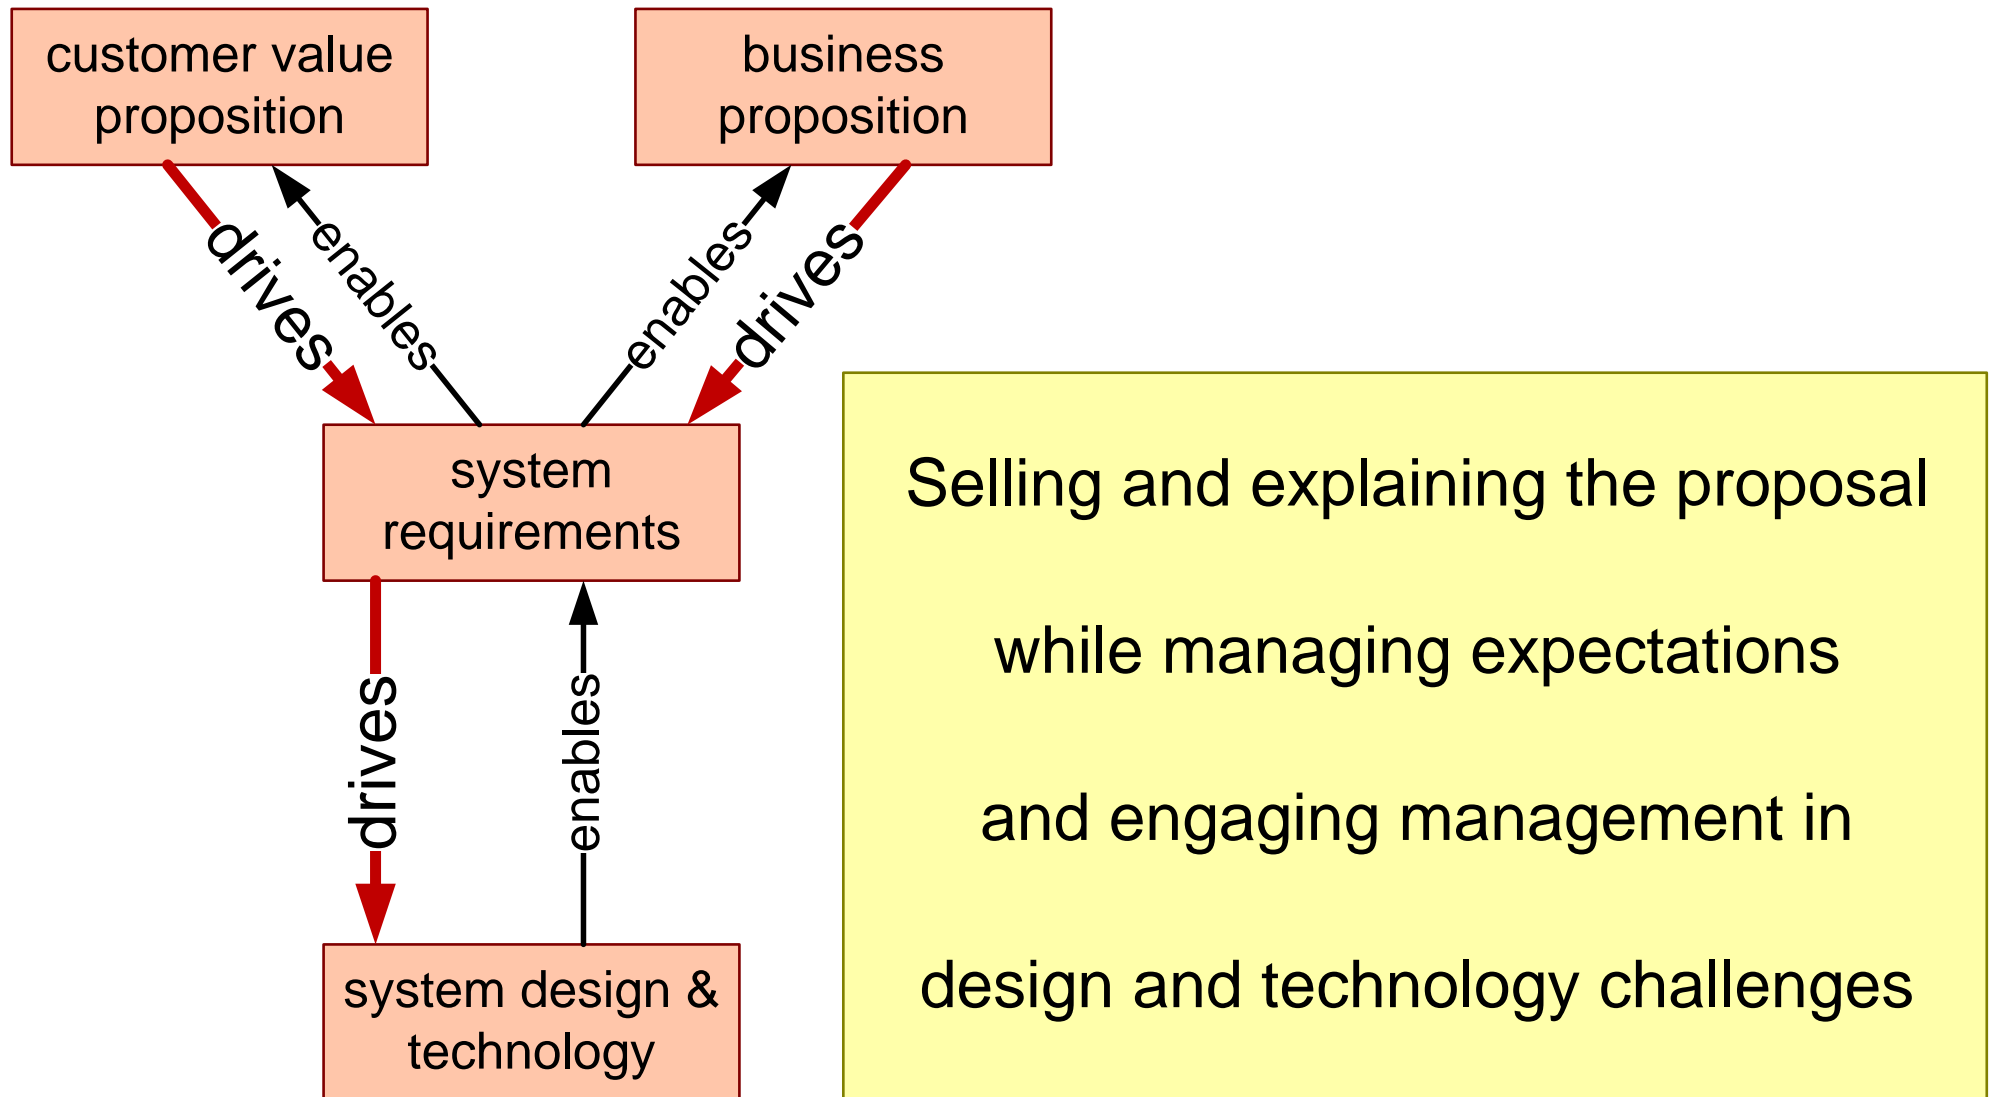 customer value
proposition
business
proposition
drives
enables
enables
drives
system
requirements
drives
enables
system design &
technology
Selling and explaining the proposal
while managing expectations
and engaging management in
design and technology challenges